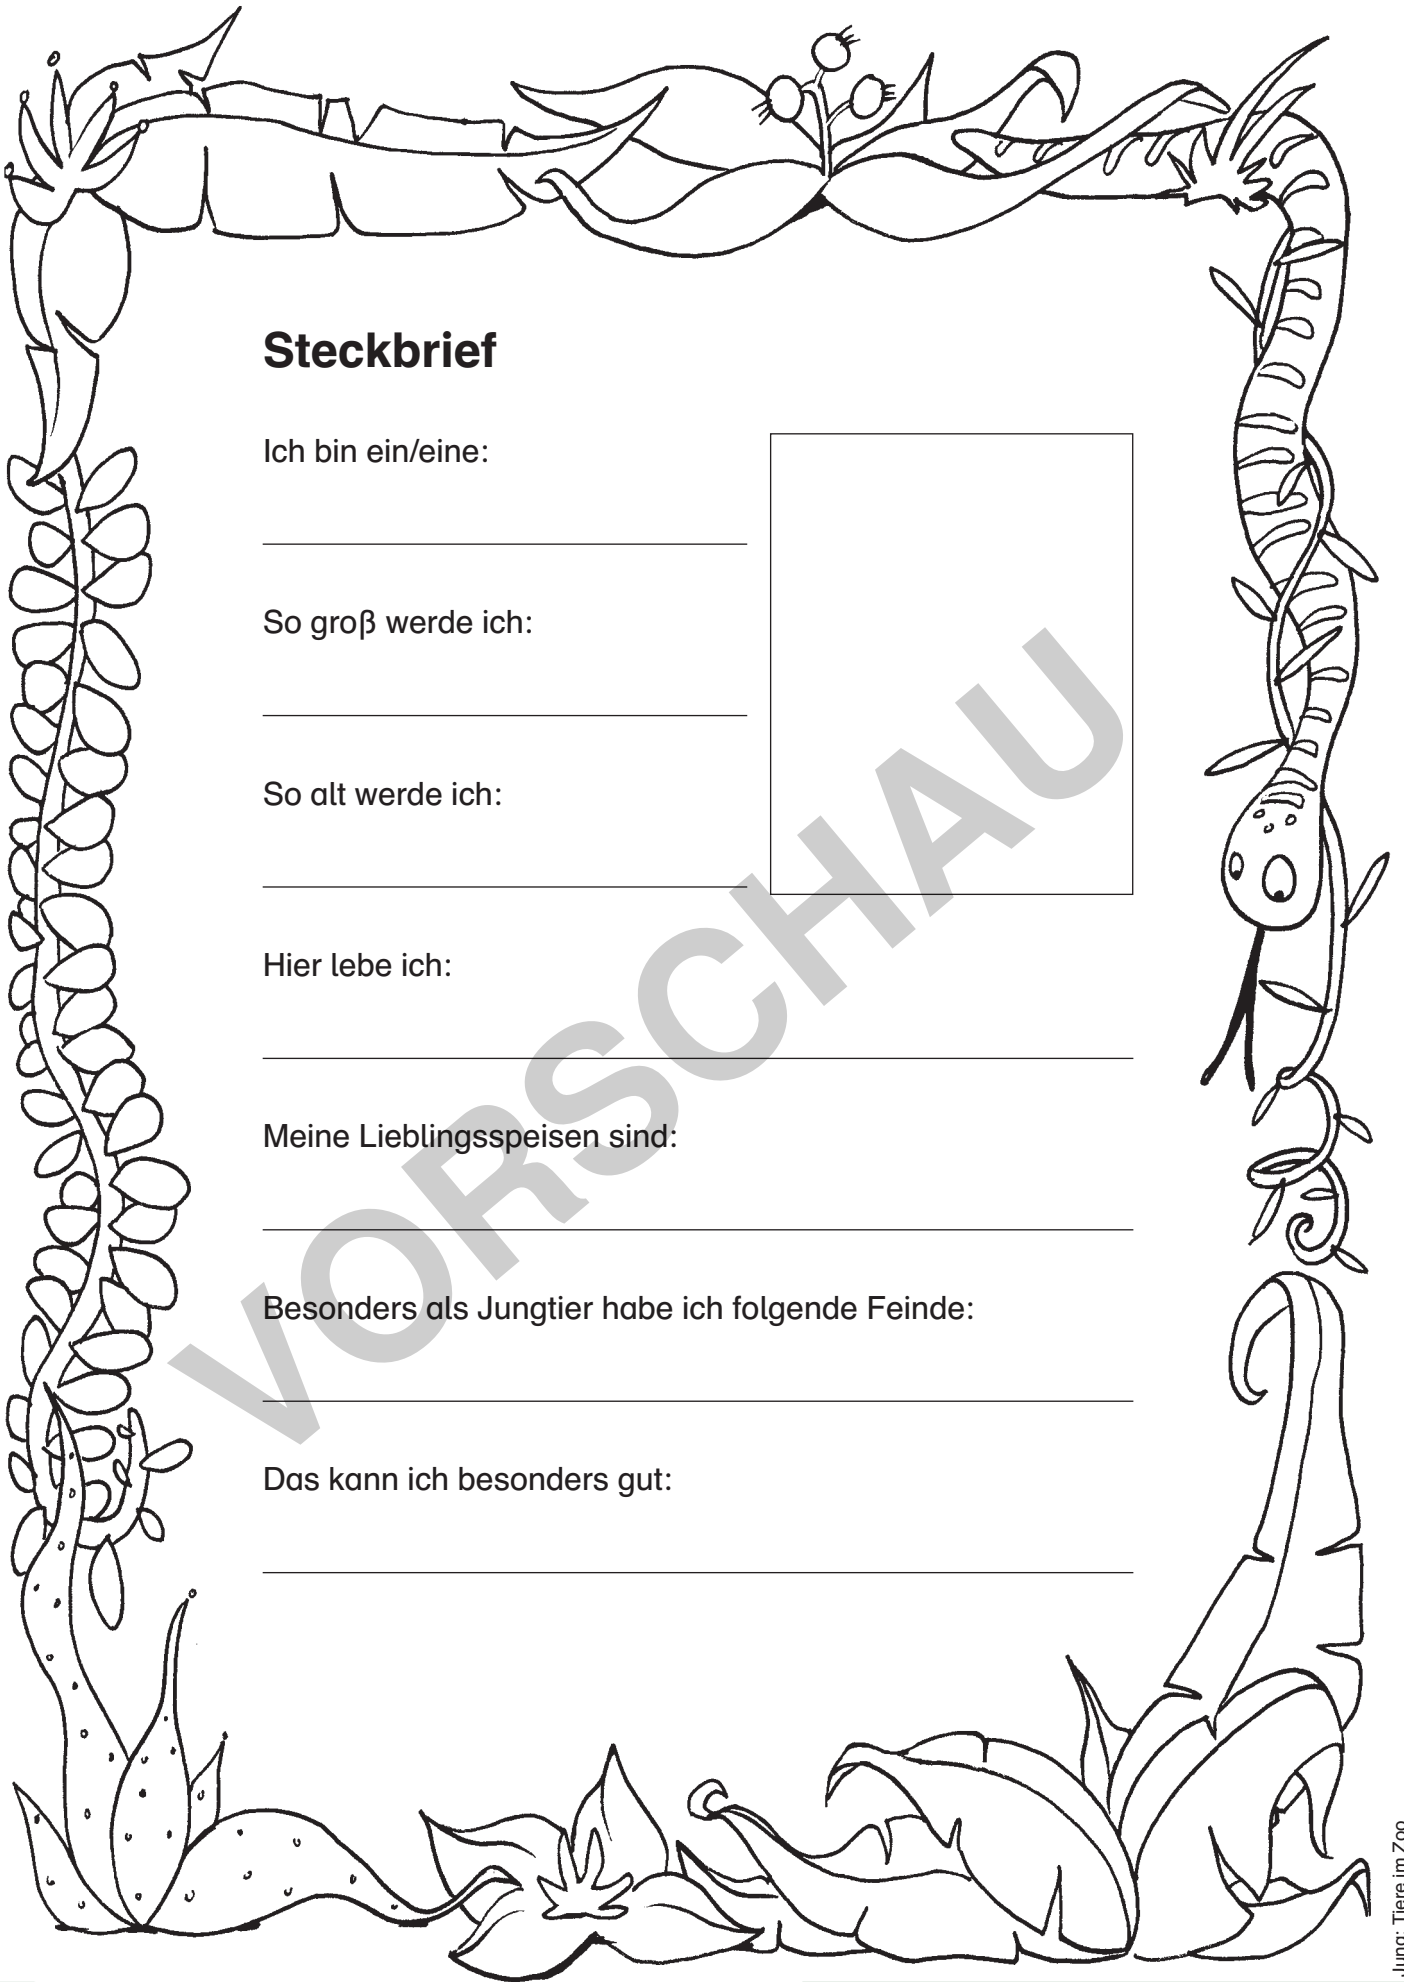 Steckbrief
Ich bin ein/eine:
So groß werde ich:
So alt werde ich:
Hier lebe ich:
Meine Lieblingsspeisen sind:
Besonders als Jungtier habe ich folgende Feinde:
Das kann ich besonders gut:
VORSCHAU
Jung: Tiere im Zoo